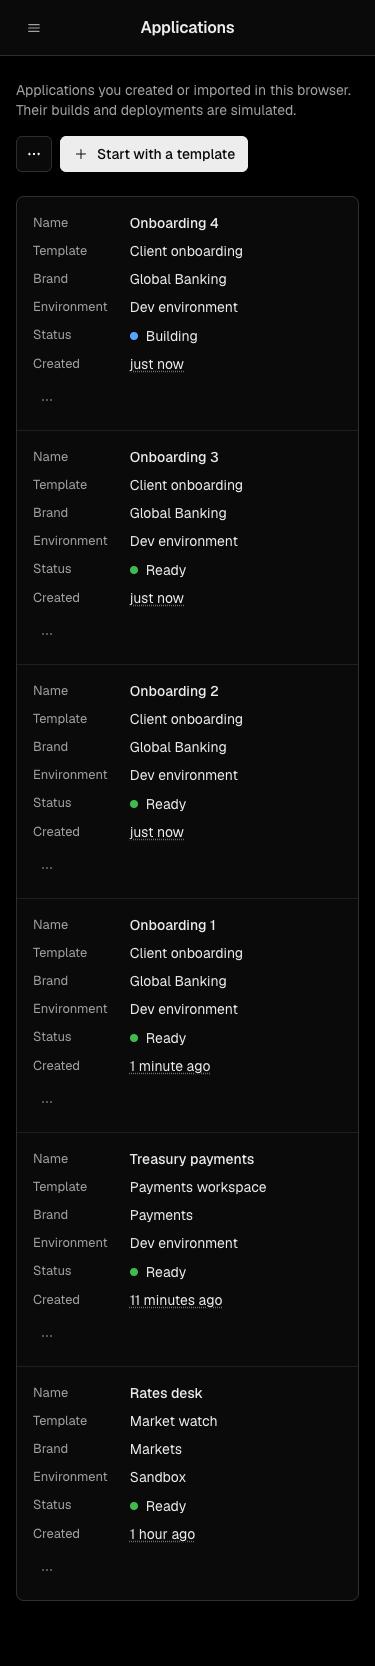 Applications
Applications you created or imported in this browser.
Their builds and deployments are simulated.
... + Start with a template
Name Onboarding 4
Template Client onboarding
Brand Global Banking
Environment Dev environment
Status Building
Created just now
...
Name Onboarding 3
Template Client onboarding
Brand Global Banking
Environment Dev environment
Status Ready
Created just now
...
Name Onboarding 2
Template Client onboarding
Brand Global Banking
Environment Dev environment
Status Ready
Created just now
...
Name Onboarding 1
Template Client onboarding
Brand Global Banking
Environment Dev environment
Status Ready
Created 1 minute ago
...
Name Treasury payments
Template Payments workspace
Brand Payments
Environment Dev environment
Status Ready
Created 11 minutes ago
...
Name Rates desk
Template Market watch
Brand Markets
Environment Sandbox
Status Ready
Created 1 hour ago
...